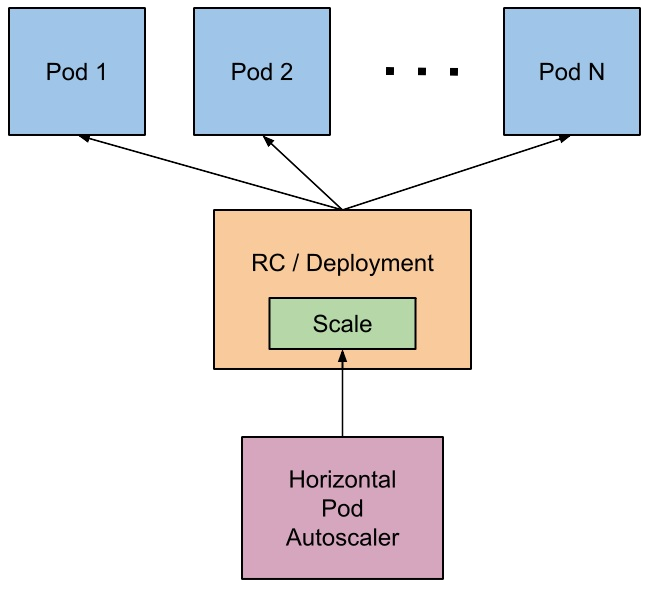 Pod 1
Pod 2
Pod N
RC / Deployment
Scale
Horizontal
Pod
Autoscaler